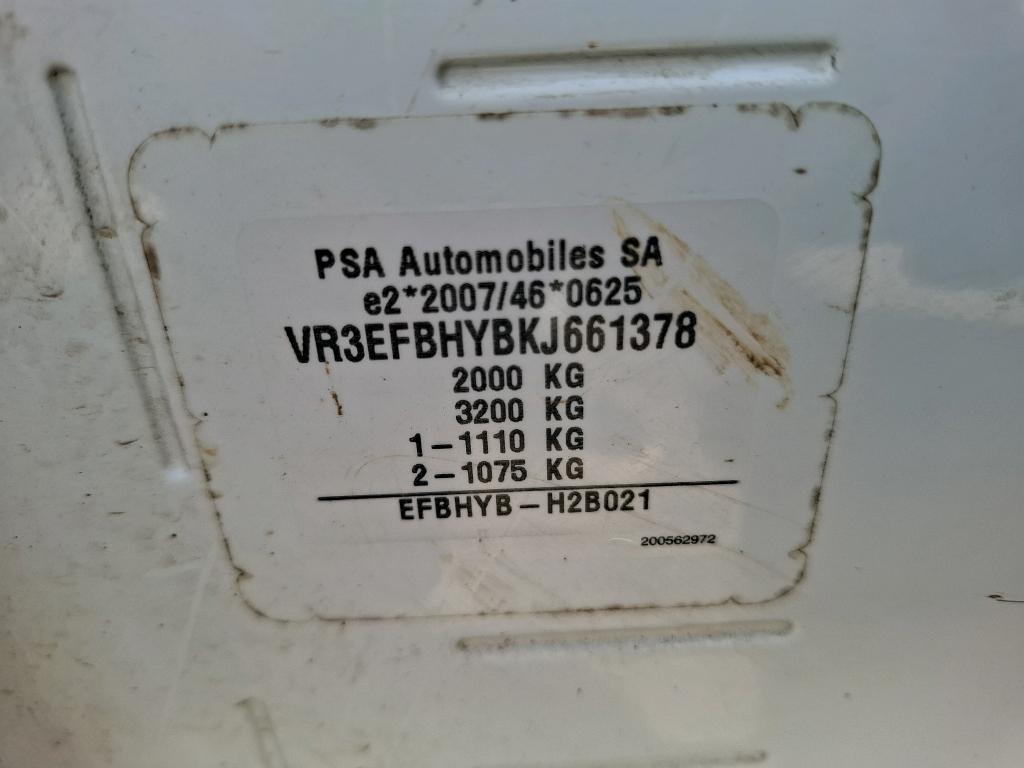 PSA Automobiles SA
e2*2007/46*0625
VR3EFBHYBKJ661378
2000 KG
3200 KG
1-1110 KG
2-1075 KG
EFBHYB-H2B021
200562972